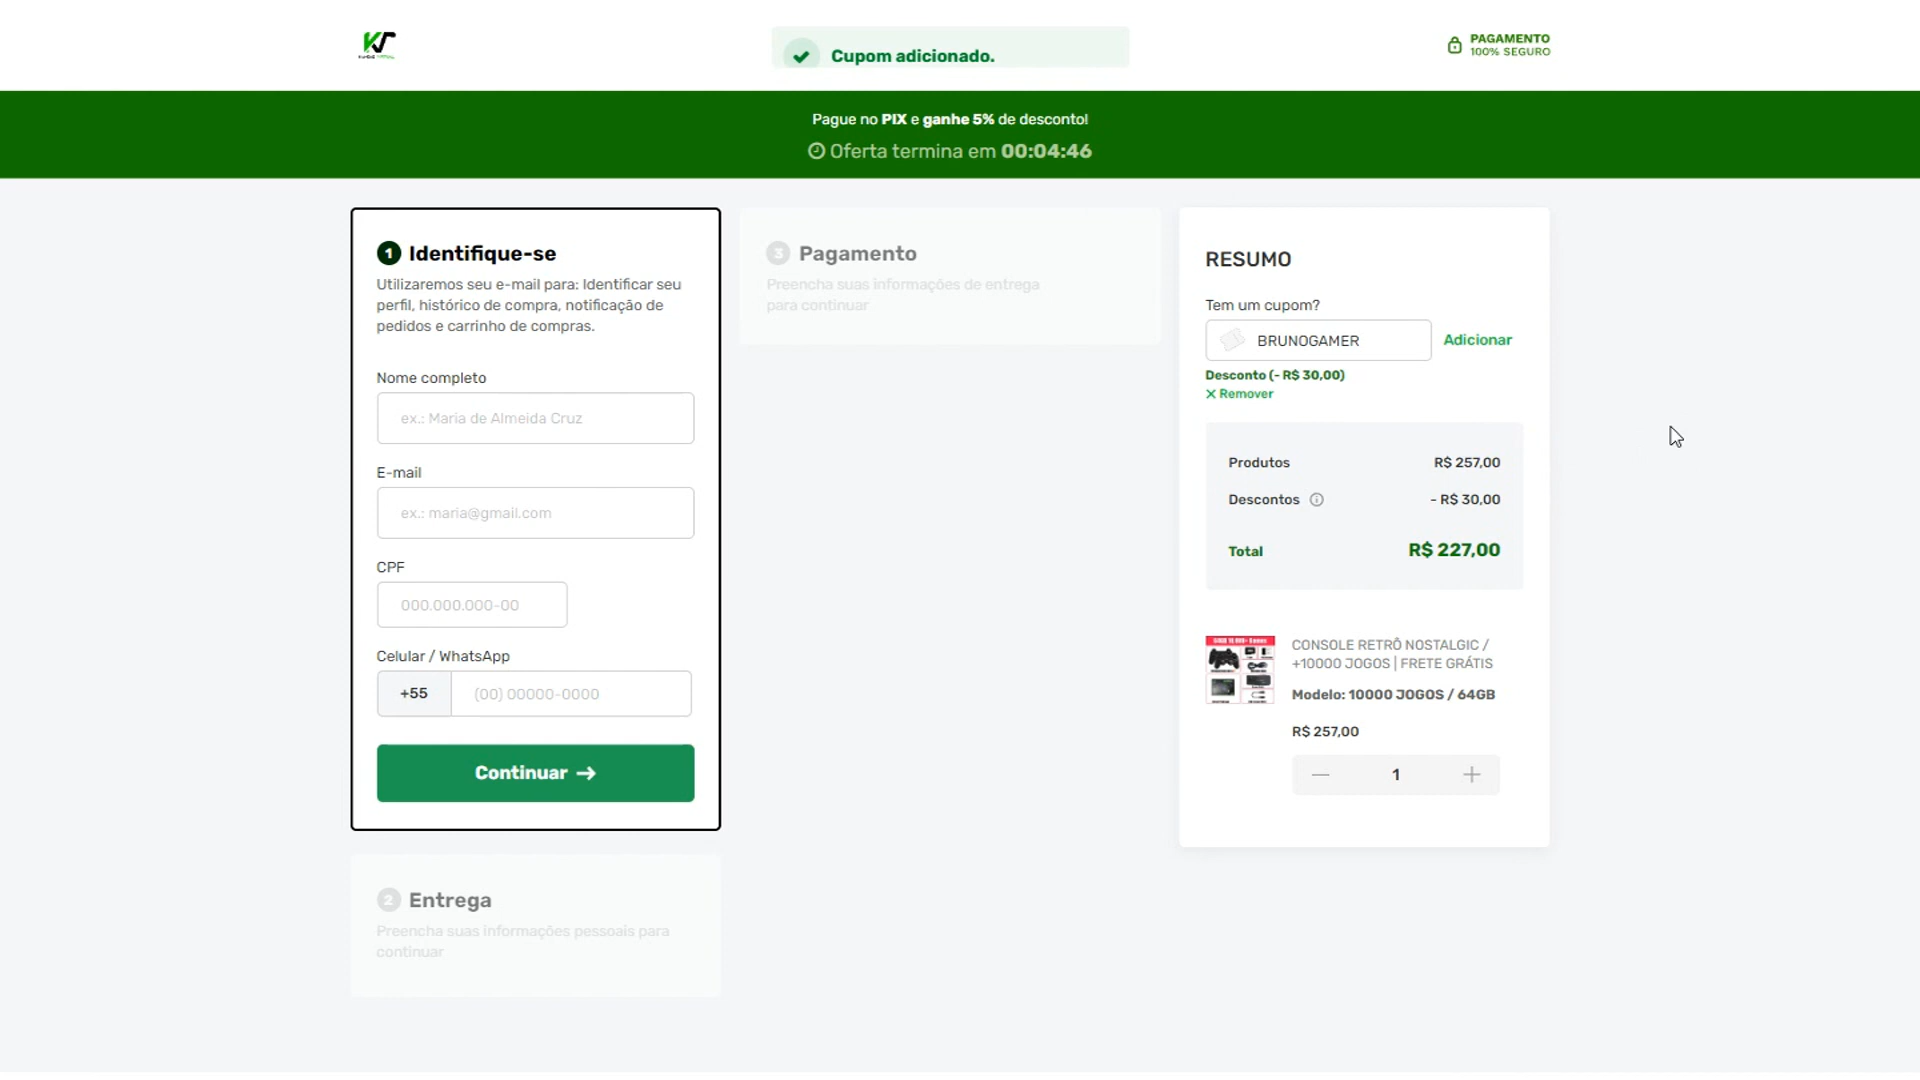 Cupom adicionado.
PAGAMENTO
100% SEGURO
Pague no PIX e ganhe 5% de desconto!
Oferta termina em 00:04:46
1 Identifique-se
Utilizaremos seu e-mail para: Identificar seu
perfil, histórico de compra, notificação de
pedidos e carrinho de compras.
Nome completo
ex.: Maria de Almeida Cruz
E-mail
ex.: maria@gmail.com
CPF
000.000.000-00
Celular / WhatsApp
+55 (00) 00000-0000
Continuar →
2 Entrega
Preencha suas informações pessoais para
continuar
3 Pagamento
Preencha suas informações de entrega
para continuar
RESUMO
Tem um cupom?
BRUNOGAMER Adicionar
Desconto (- R$ 30,00)
× Remover
Produtos R$ 257,00
Descontos - R$ 30,00
Total R$ 227,00
CONSOLE RETRÔ NOSTALGIC /
+10000 JOGOS | FRETE GRÁTIS
Modelo: 10000 JOGOS / 64GB
R$ 257,00
— 1 +